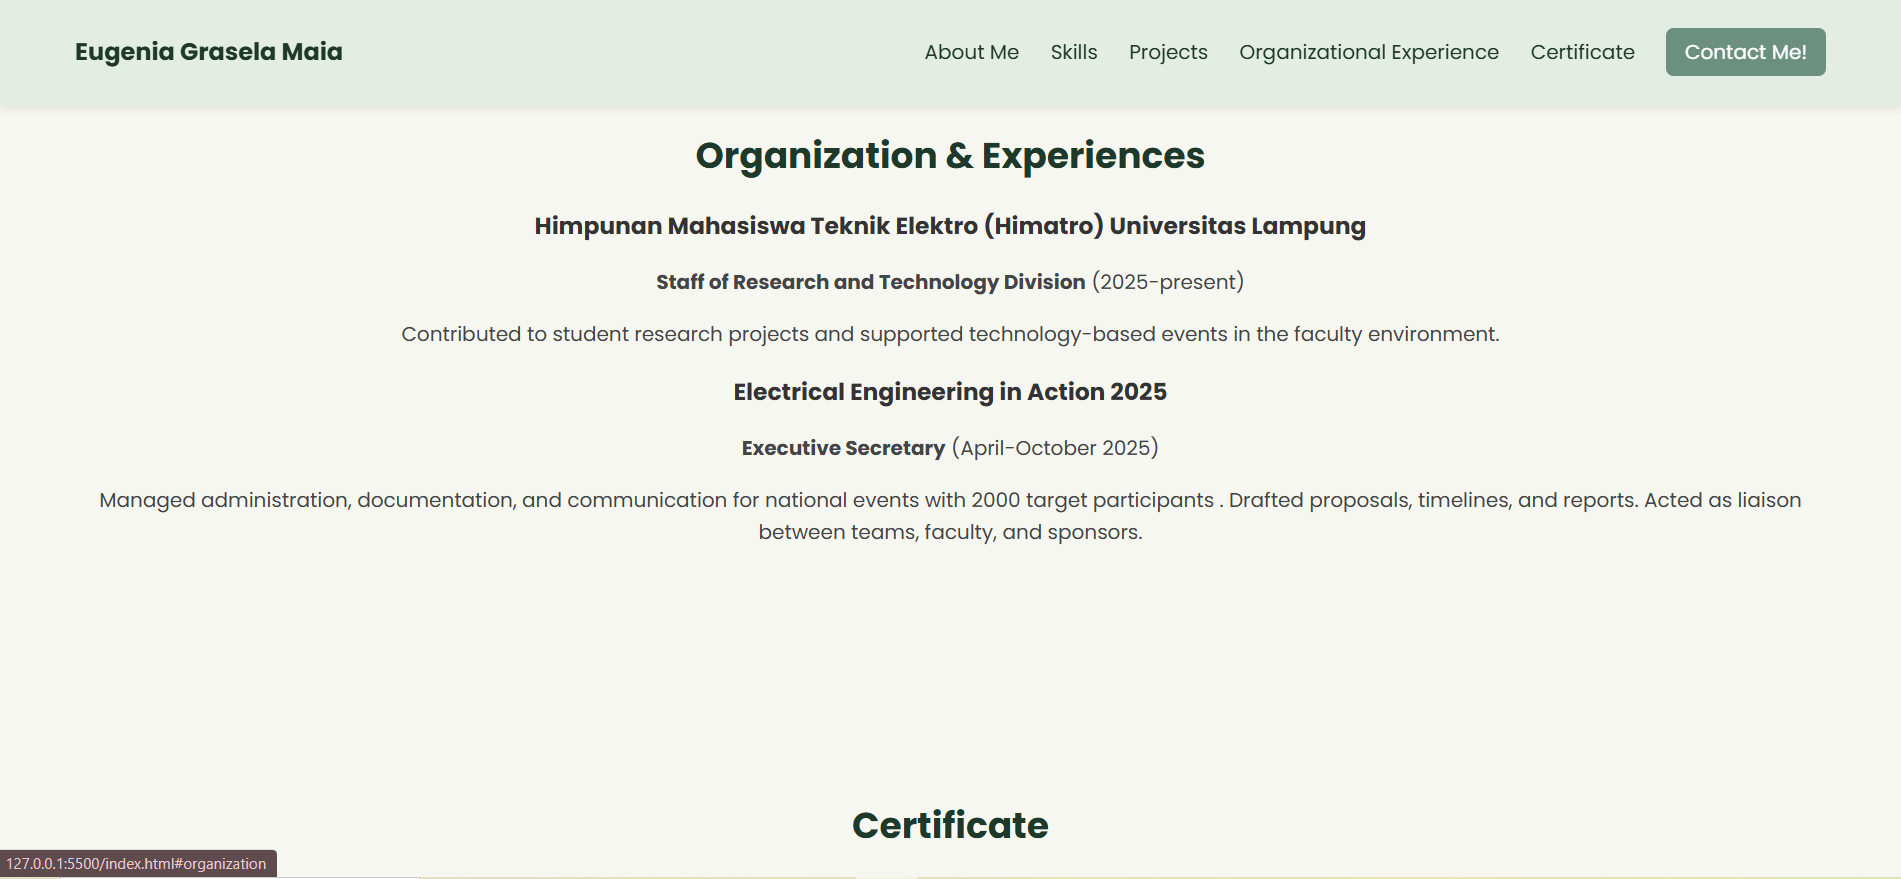 Eugenia Grasela Maia
About Me Skills Projects Organizational Experience Certificate Contact Me!
Organization & Experiences
Himpunan Mahasiswa Teknik Elektro (Himatro) Universitas Lampung
Staff of Research and Technology Division (2025-present)
Contributed to student research projects and supported technology-based events in the faculty environment.
Electrical Engineering in Action 2025
Executive Secretary (April-October 2025)
Managed administration, documentation, and communication for national events with 2000 target participants . Drafted proposals, timelines, and reports. Acted as liaison
between teams, faculty, and sponsors.
Certificate
127.0.0.1:5500/index.html#organization